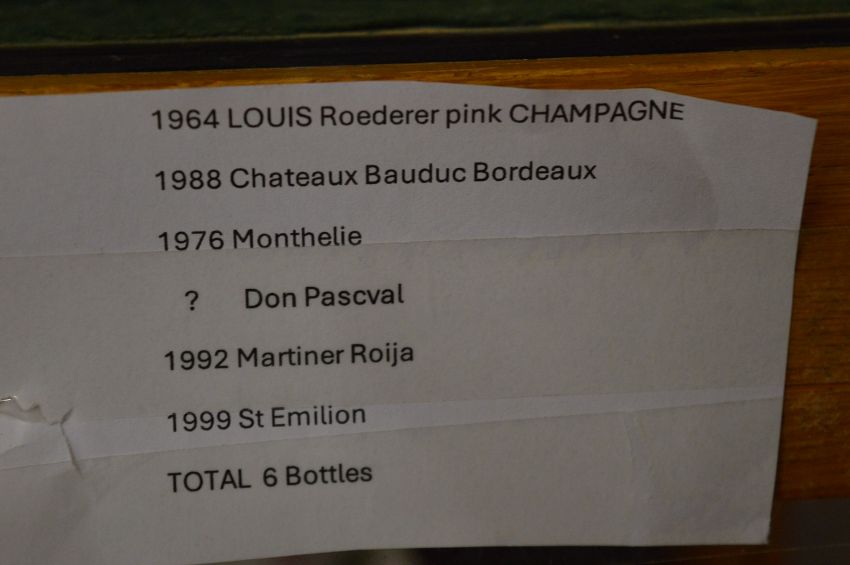 1964 LOUIS Roederer pink CHAMPAGNE
1988 Chateaux Bauduc Bordeaux
1976 Monthelie
? Don Pascval
1992 Martiner Roija
1999 St Emilion
TOTAL 6 Bottles